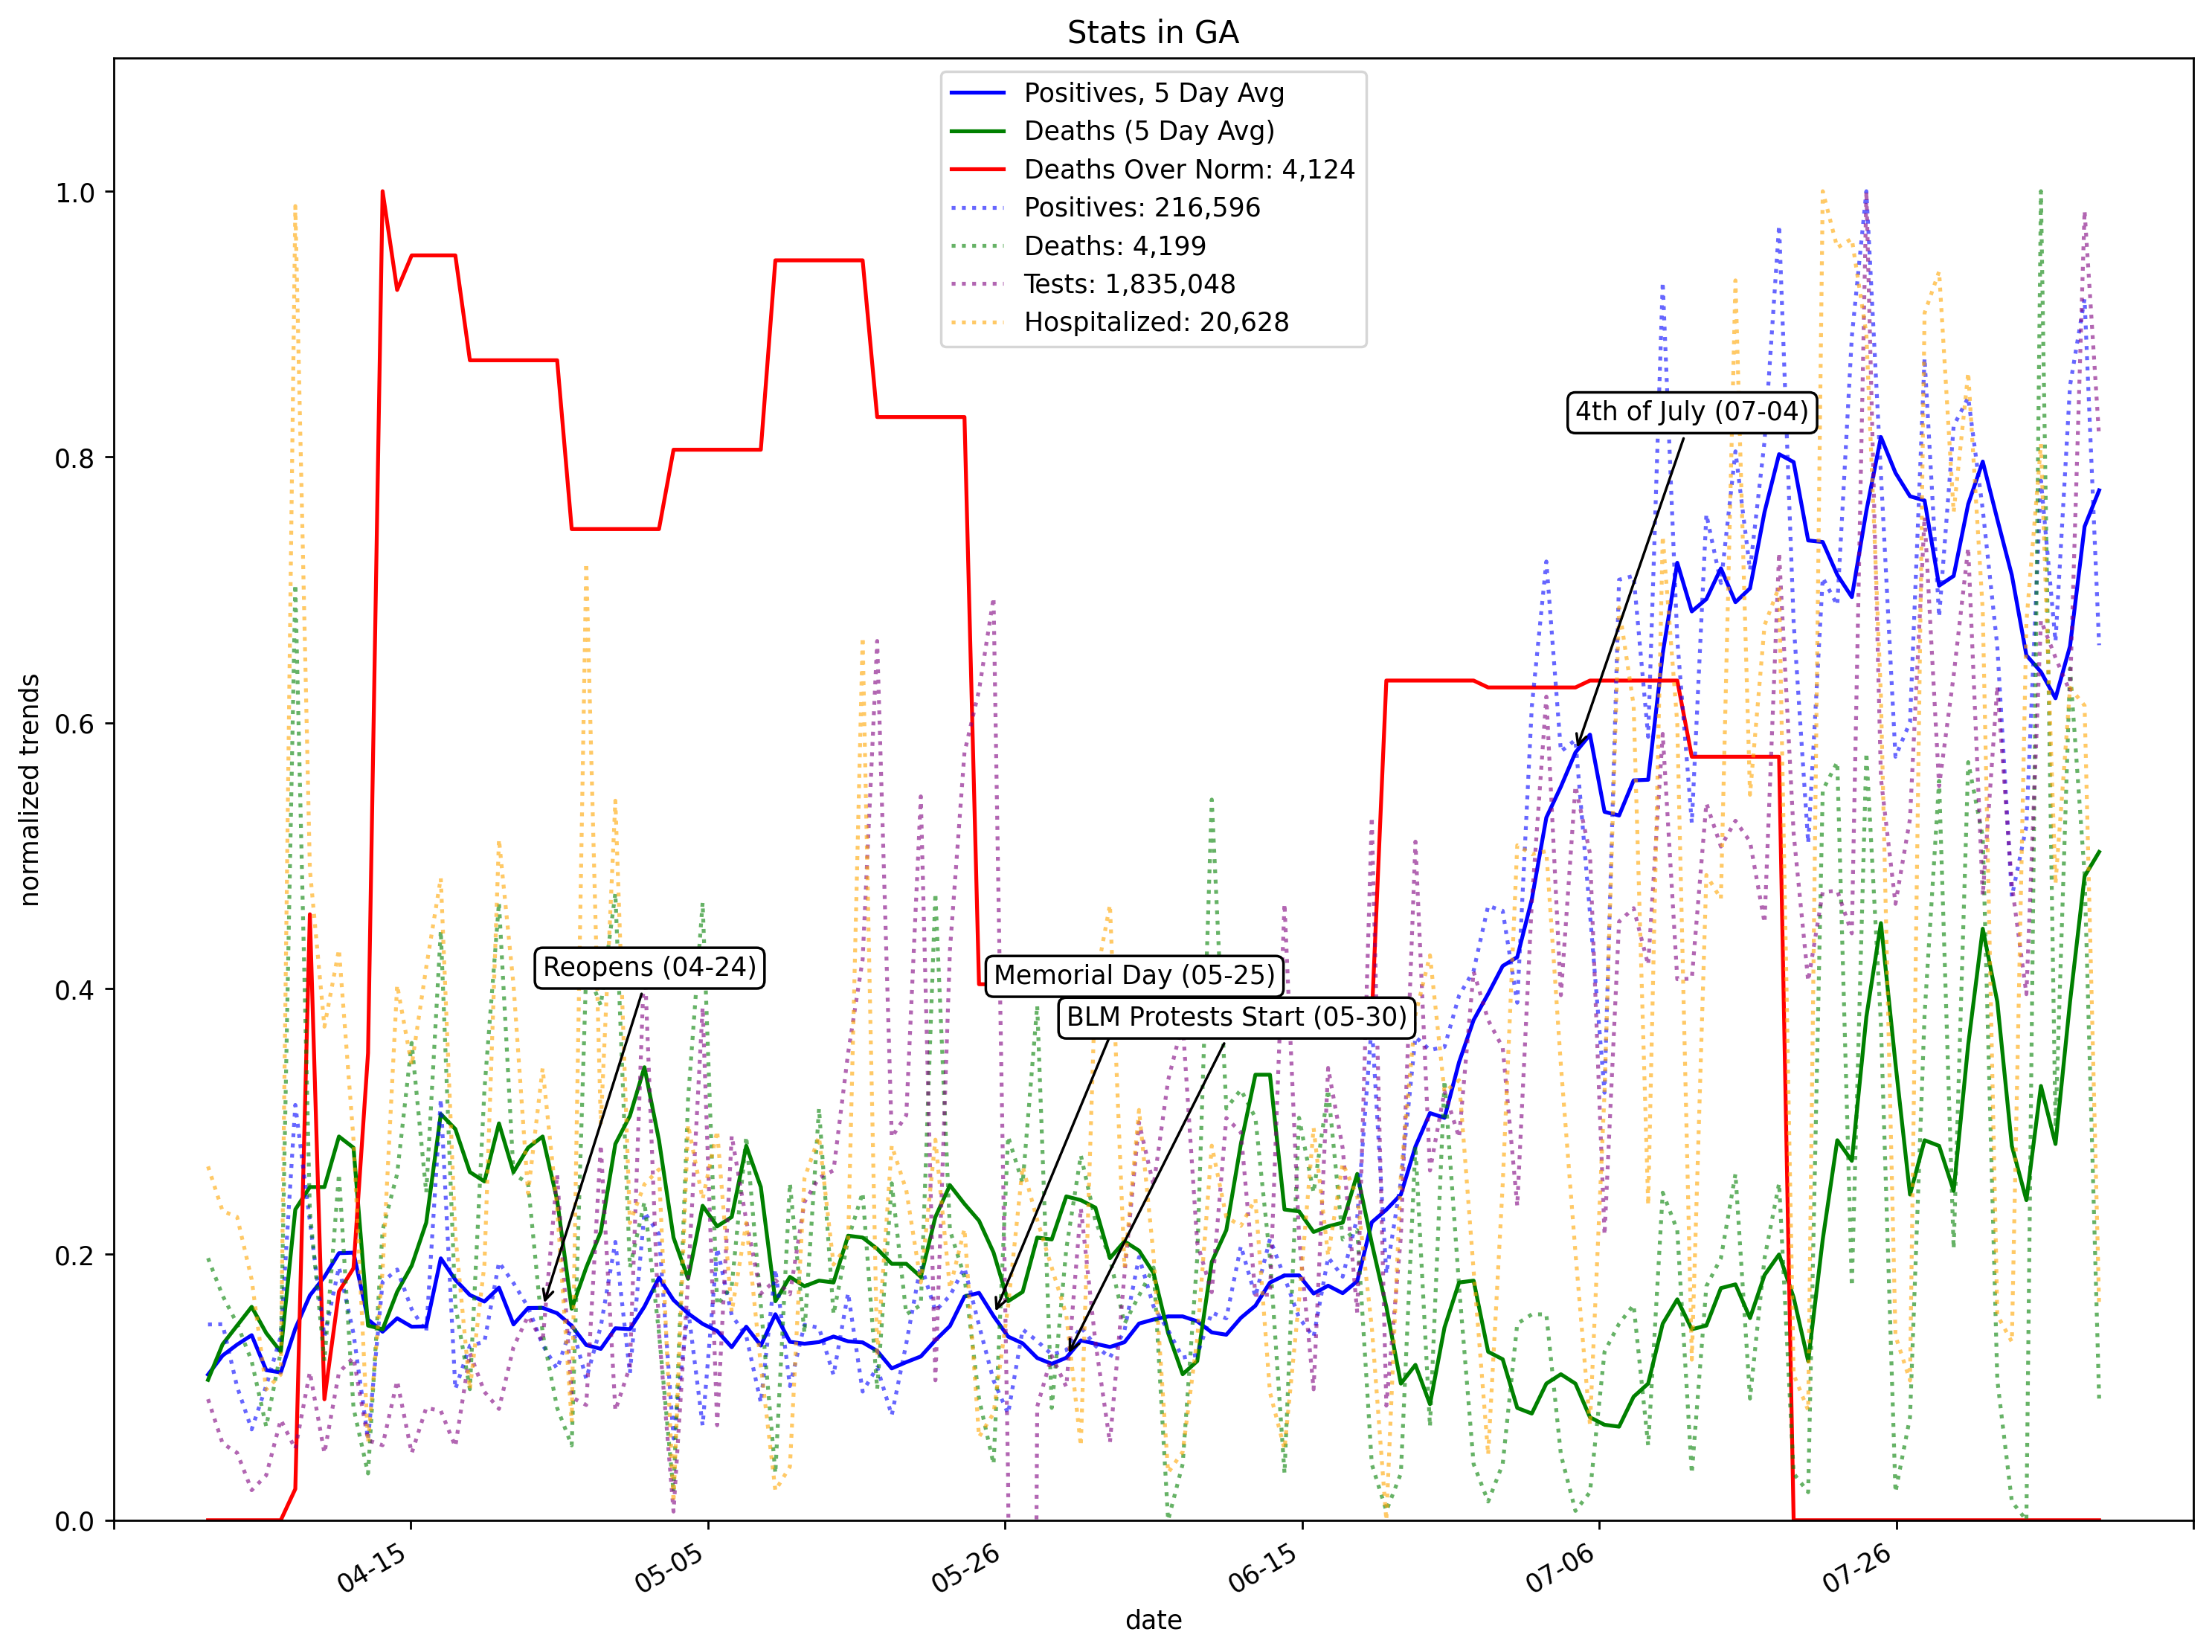 Stats in GA
Positives, 5 Day Avg
Deaths (5 Day Avg)
Deaths Over Norm: 4,124
Positives: 216,596
Deaths: 4,199
Tests: 1,835,048
Hospitalized: 20,628
1.0
0.8
0.6
0.4
0.2
0.0
normalized trends
4th of July (07-04)
Reopens (04-24)
Memorial Day (05-25)
BLM Protests Start (05-30)
04-15
05-05
05-26
06-15
07-06
07-26
date